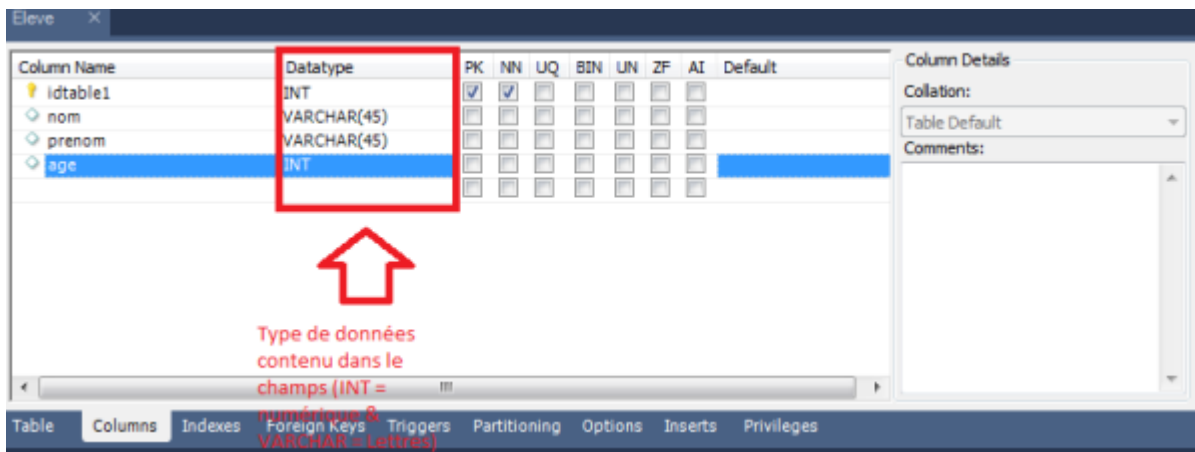 Eleve ×
Column Name Datatype PK NN UQ BIN UN ZF AI Default
idtable1 INT
nom VARCHAR(45)
prenom VARCHAR(45)
age INT
Column Details
Collation:
Table Default
Comments:
Type de données
contenu dans le
champs (INT =
numérique &
VARCHAR = Lettres)
Table Columns Indexes Foreign Keys Triggers Partitioning Options Inserts Privileges